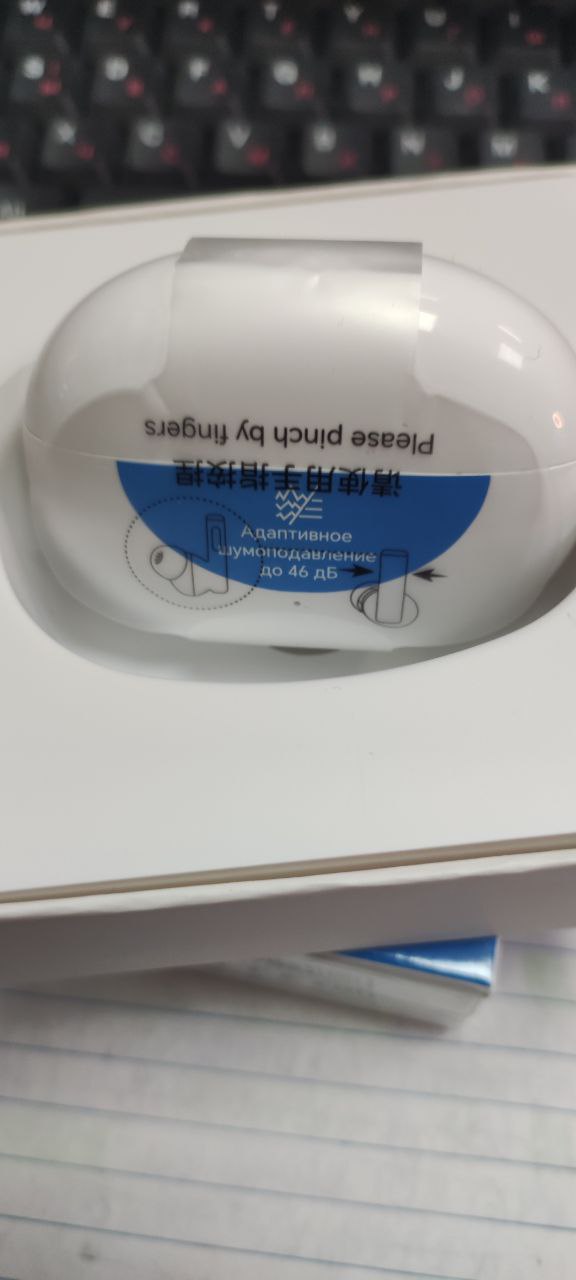 Please pinch by fingers
请使用手指按捏
Адаптивное
шумоподавление
до 46 дБ